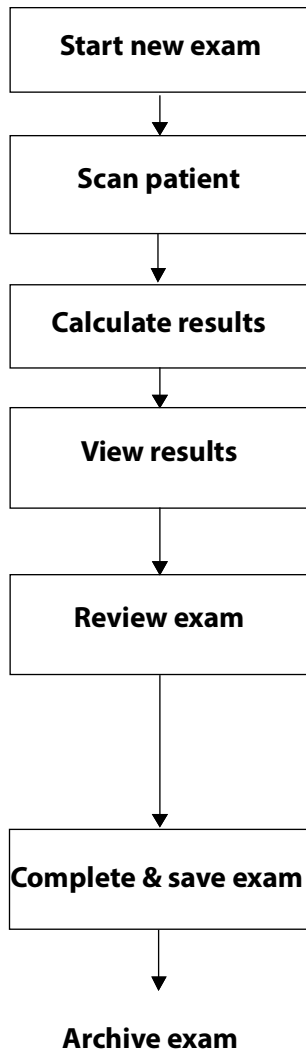 Start new exam
Scan patient
Calculate results
View results
Review exam
Complete & save exam
Archive exam